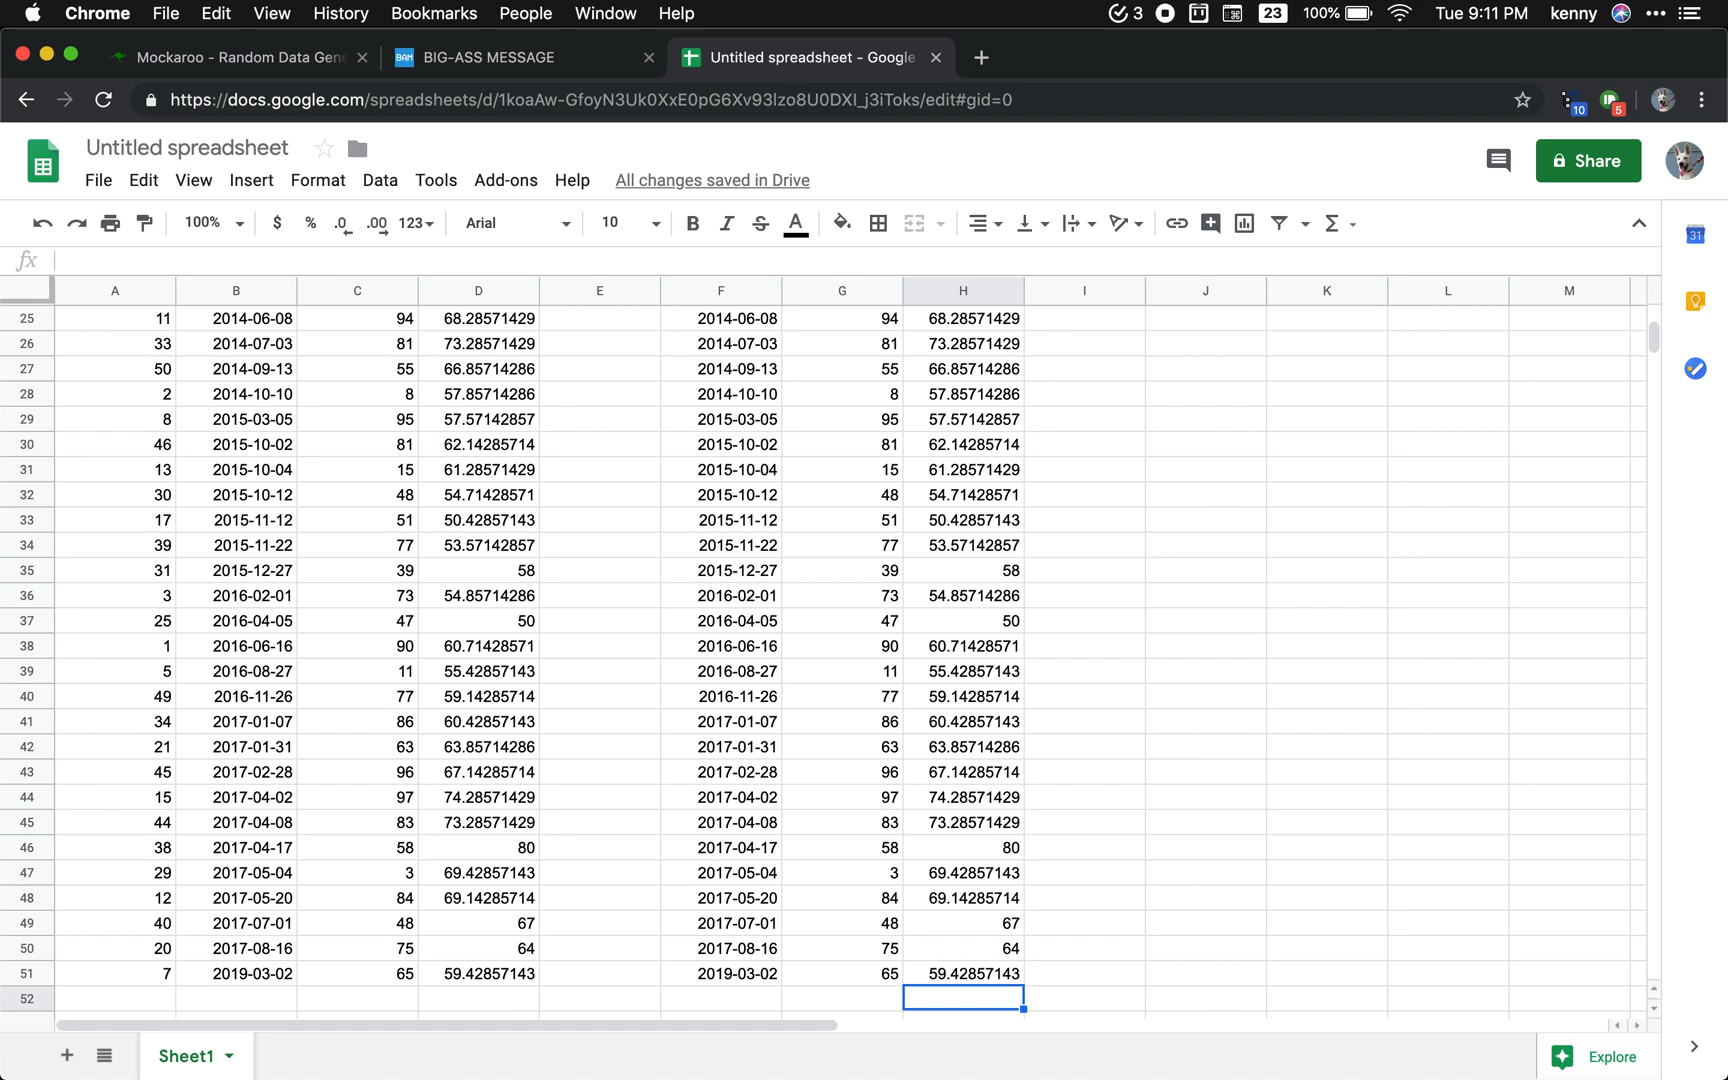 Chrome File Edit View History Bookmarks People Window Help 3 23 100% Tue 9:11 PM kenny
Mockaroo - Random Data Gene BAM BIG-ASS MESSAGE Untitled spreadsheet - Google
https://docs.google.com/spreadsheets/d/1koaAw-GfoyN3Uk0XxE0pG6Xv93lzo8U0DXI_j3iToks/edit#gid=0 10 5
Untitled spreadsheet
Share
File Edit View Insert Format Data Tools Add-ons Help All changes saved in Drive
100% $ % .0 .00 123 Arial 10 B I S A Σ
31
fx
A B C D E F G H I J K L M
25 11 2014-06-08 94 68.28571429 2014-06-08 94 68.28571429
26 33 2014-07-03 81 73.28571429 2014-07-03 81 73.28571429
27 50 2014-09-13 55 66.85714286 2014-09-13 55 66.85714286
28 2 2014-10-10 8 57.85714286 2014-10-10 8 57.85714286
29 8 2015-03-05 95 57.57142857 2015-03-05 95 57.57142857
30 46 2015-10-02 81 62.14285714 2015-10-02 81 62.14285714
31 13 2015-10-04 15 61.28571429 2015-10-04 15 61.28571429
32 30 2015-10-12 48 54.71428571 2015-10-12 48 54.71428571
33 17 2015-11-12 51 50.42857143 2015-11-12 51 50.42857143
34 39 2015-11-22 77 53.57142857 2015-11-22 77 53.57142857
35 31 2015-12-27 39 58 2015-12-27 39 58
36 3 2016-02-01 73 54.85714286 2016-02-01 73 54.85714286
37 25 2016-04-05 47 50 2016-04-05 47 50
38 1 2016-06-16 90 60.71428571 2016-06-16 90 60.71428571
39 5 2016-08-27 11 55.42857143 2016-08-27 11 55.42857143
40 49 2016-11-26 77 59.14285714 2016-11-26 77 59.14285714
41 34 2017-01-07 86 60.42857143 2017-01-07 86 60.42857143
42 21 2017-01-31 63 63.85714286 2017-01-31 63 63.85714286
43 45 2017-02-28 96 67.14285714 2017-02-28 96 67.14285714
44 15 2017-04-02 97 74.28571429 2017-04-02 97 74.28571429
45 44 2017-04-08 83 73.28571429 2017-04-08 83 73.28571429
46 38 2017-04-17 58 80 2017-04-17 58 80
47 29 2017-05-04 3 69.42857143 2017-05-04 3 69.42857143
48 12 2017-05-20 84 69.14285714 2017-05-20 84 69.14285714
49 40 2017-07-01 48 67 2017-07-01 48 67
50 20 2017-08-16 75 64 2017-08-16 75 64
51 7 2019-03-02 65 59.42857143 2019-03-02 65 59.42857143
52
Sheet1 Explore